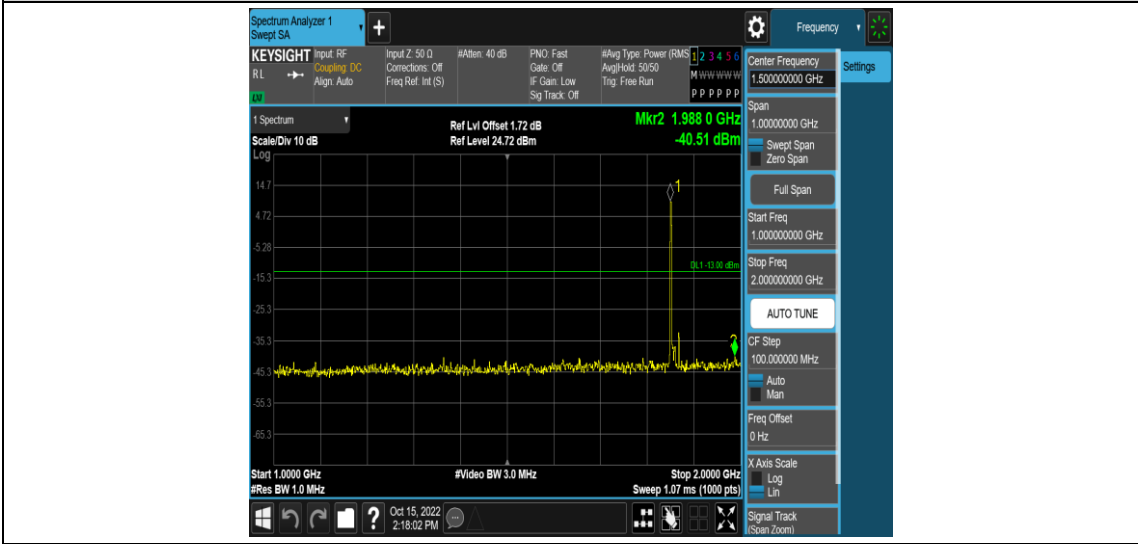 Spectrum Analyzer 1
Swept SA
+
Frequency
KEYSIGHT
RL
LXI
Input: RF
Coupling: DC
Align: Auto
Input Z: 50 Ω
Corrections: Off
Freq Ref: Int (S)
#Atten: 40 dB
PNO: Fast
Gate: Off
IF Gain: Low
Sig Track: Off
#Avg Type: Power (RMS
Avg|Hold: 50/50
Trig: Free Run
1 2 3 4 5 6
M W W W W W
P P P P P P
1 Spectrum
Scale/Div 10 dB
Log
Ref Lvl Offset 1.72 dB
Ref Level 24.72 dBm
Mkr2 1.988 0 GHz
-40.51 dBm
14.7
4.72
-5.28
-15.3
-25.3
-35.3
-45.3
-55.3
-65.3
1
DL1 -13.00 dBm
2
Start 1.0000 GHz
#Res BW 1.0 MHz
#Video BW 3.0 MHz
Stop 2.0000 GHz
Sweep 1.07 ms (1000 pts)
?
Oct 15, 2022
2:18:02 PM
Center Frequency
1.500000000 GHz
Settings
Span
1.00000000 GHz
Swept Span
Zero Span
Full Span
Start Freq
1.000000000 GHz
Stop Freq
2.000000000 GHz
AUTO TUNE
CF Step
100.000000 MHz
Auto
Man
Freq Offset
0 Hz
X Axis Scale
Log
Lin
Signal Track
(Span Zoom)